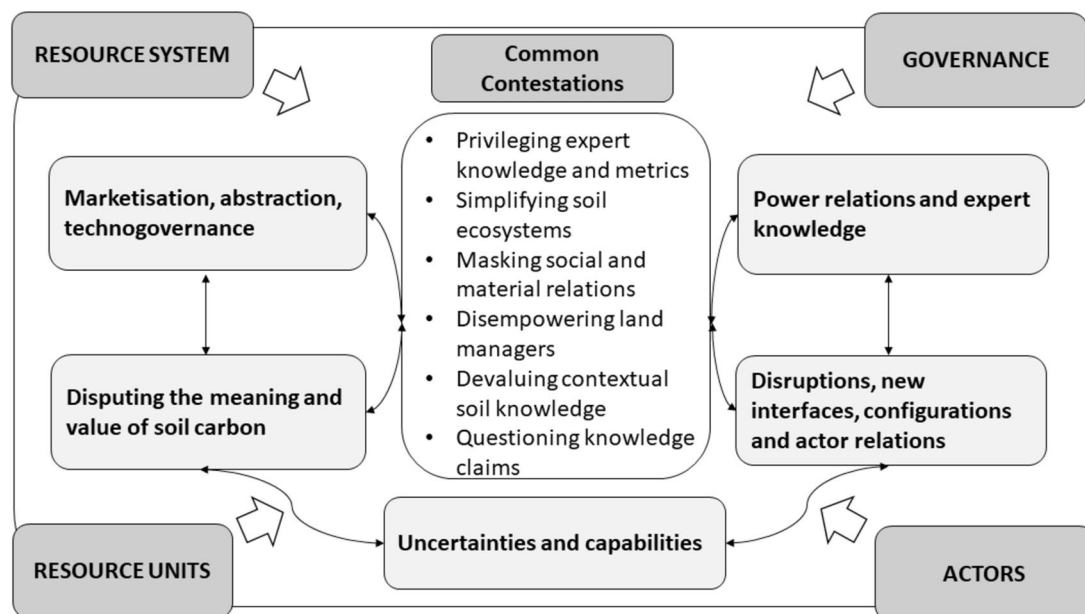 RESOURCE SYSTEM
Common
Contestations
GOVERNANCE
• Privileging expert
knowledge and metrics
• Simplifying soil
ecosystems
• Masking social and
material relations
• Disempowering land
managers
• Devaluing contextual
soil knowledge
• Questioning knowledge
claims
Marketisation, abstraction,
technogovernance
Power relations and expert
knowledge
Disputing the meaning and
value of soil carbon
Disruptions, new
interfaces, configurations
and actor relations
Uncertainties and capabilities
RESOURCE UNITS
ACTORS